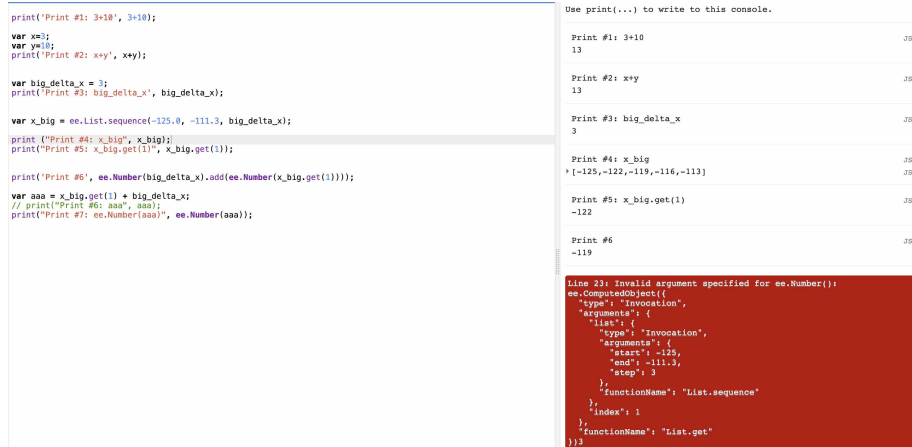 print('Print #1: 3+10', 3+10);
var x=3;
var y=10;
print('Print #2: x+y', x+y);
var big_delta_x = 3;
print('Print #3: big_delta_x', big_delta_x);
var x_big = ee.List.sequence(-125.0, -111.3, big_delta_x);
print ("Print #4: x_big", x_big);
print("Print #5: x_big.get(1)", x_big.get(1));
print('Print #6', ee.Number(big_delta_x).add(ee.Number(x_big.get(1))));
var aaa = x_big.get(1) + big_delta_x;
// print("Print #6: aaa", aaa);
print("Print #7: ee.Number(aaa)", ee.Number(aaa));
Use print(...) to write to this console.
Print #1: 3+10
JS
13
Print #2: x+y
JS
13
Print #3: big_delta_x
JS
3
Print #4: x_big
JS
[-125,-122,-119,-116,-113]
JS
Print #5: x_big.get(1)
JS
-122
Print #6
JS
-119
Line 23: Invalid argument specified for ee.Number():
ee.ComputedObject({
"type": "Invocation",
"arguments": {
"list": {
"type": "Invocation",
"arguments": {
"start": -125,
"end": -111.3,
"step": 3
},
"functionName": "List.sequence"
},
"index": 1
},
"functionName": "List.get"
})3